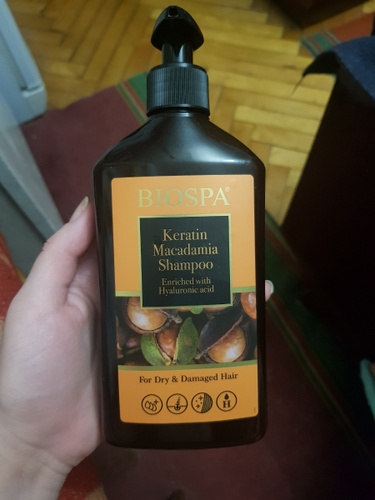 BIOSPA®
Keratin
Macadamia
Shampoo
Enriched with
Hyaluronic acid
For Dry & Damaged Hair
H